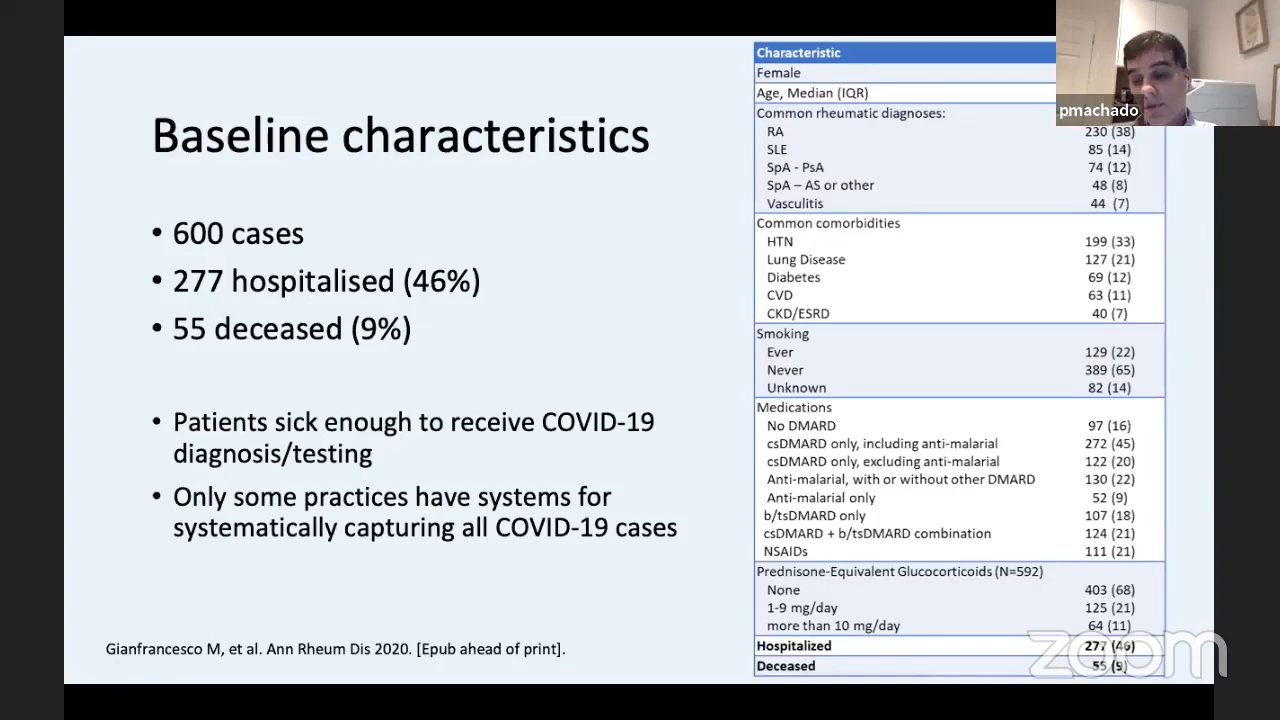 Baseline characteristics
• 600 cases
• 277 hospitalised (46%)
• 55 deceased (9%)
• Patients sick enough to receive COVID-19
diagnosis/testing
• Only some practices have systems for
systematically capturing all COVID-19 cases
Gianfrancesco M, et al. Ann Rheum Dis 2020. [Epub ahead of print].
Characteristic
Female
Age, Median (IQR)
Common rheumatic diagnoses:
RA 230 (38)
SLE 85 (14)
SpA - PsA 74 (12)
SpA – AS or other 48 (8)
Vasculitis 44 (7)
Common comorbidities
HTN 199 (33)
Lung Disease 127 (21)
Diabetes 69 (12)
CVD 63 (11)
CKD/ESRD 40 (7)
Smoking
Ever 129 (22)
Never 389 (65)
Unknown 82 (14)
Medications
No DMARD 97 (16)
csDMARD only, including anti-malarial 272 (45)
csDMARD only, excluding anti-malarial 122 (20)
Anti-malarial, with or without other DMARD 130 (22)
Anti-malarial only 52 (9)
b/tsDMARD only 107 (18)
csDMARD + b/tsDMARD combination 124 (21)
NSAIDs 111 (21)
Prednisone-Equivalent Glucocorticoids (N=592)
None 403 (68)
1-9 mg/day 125 (21)
more than 10 mg/day 64 (11)
Hospitalized 277 (46)
Deceased 55 (9)
pmachado
zoom